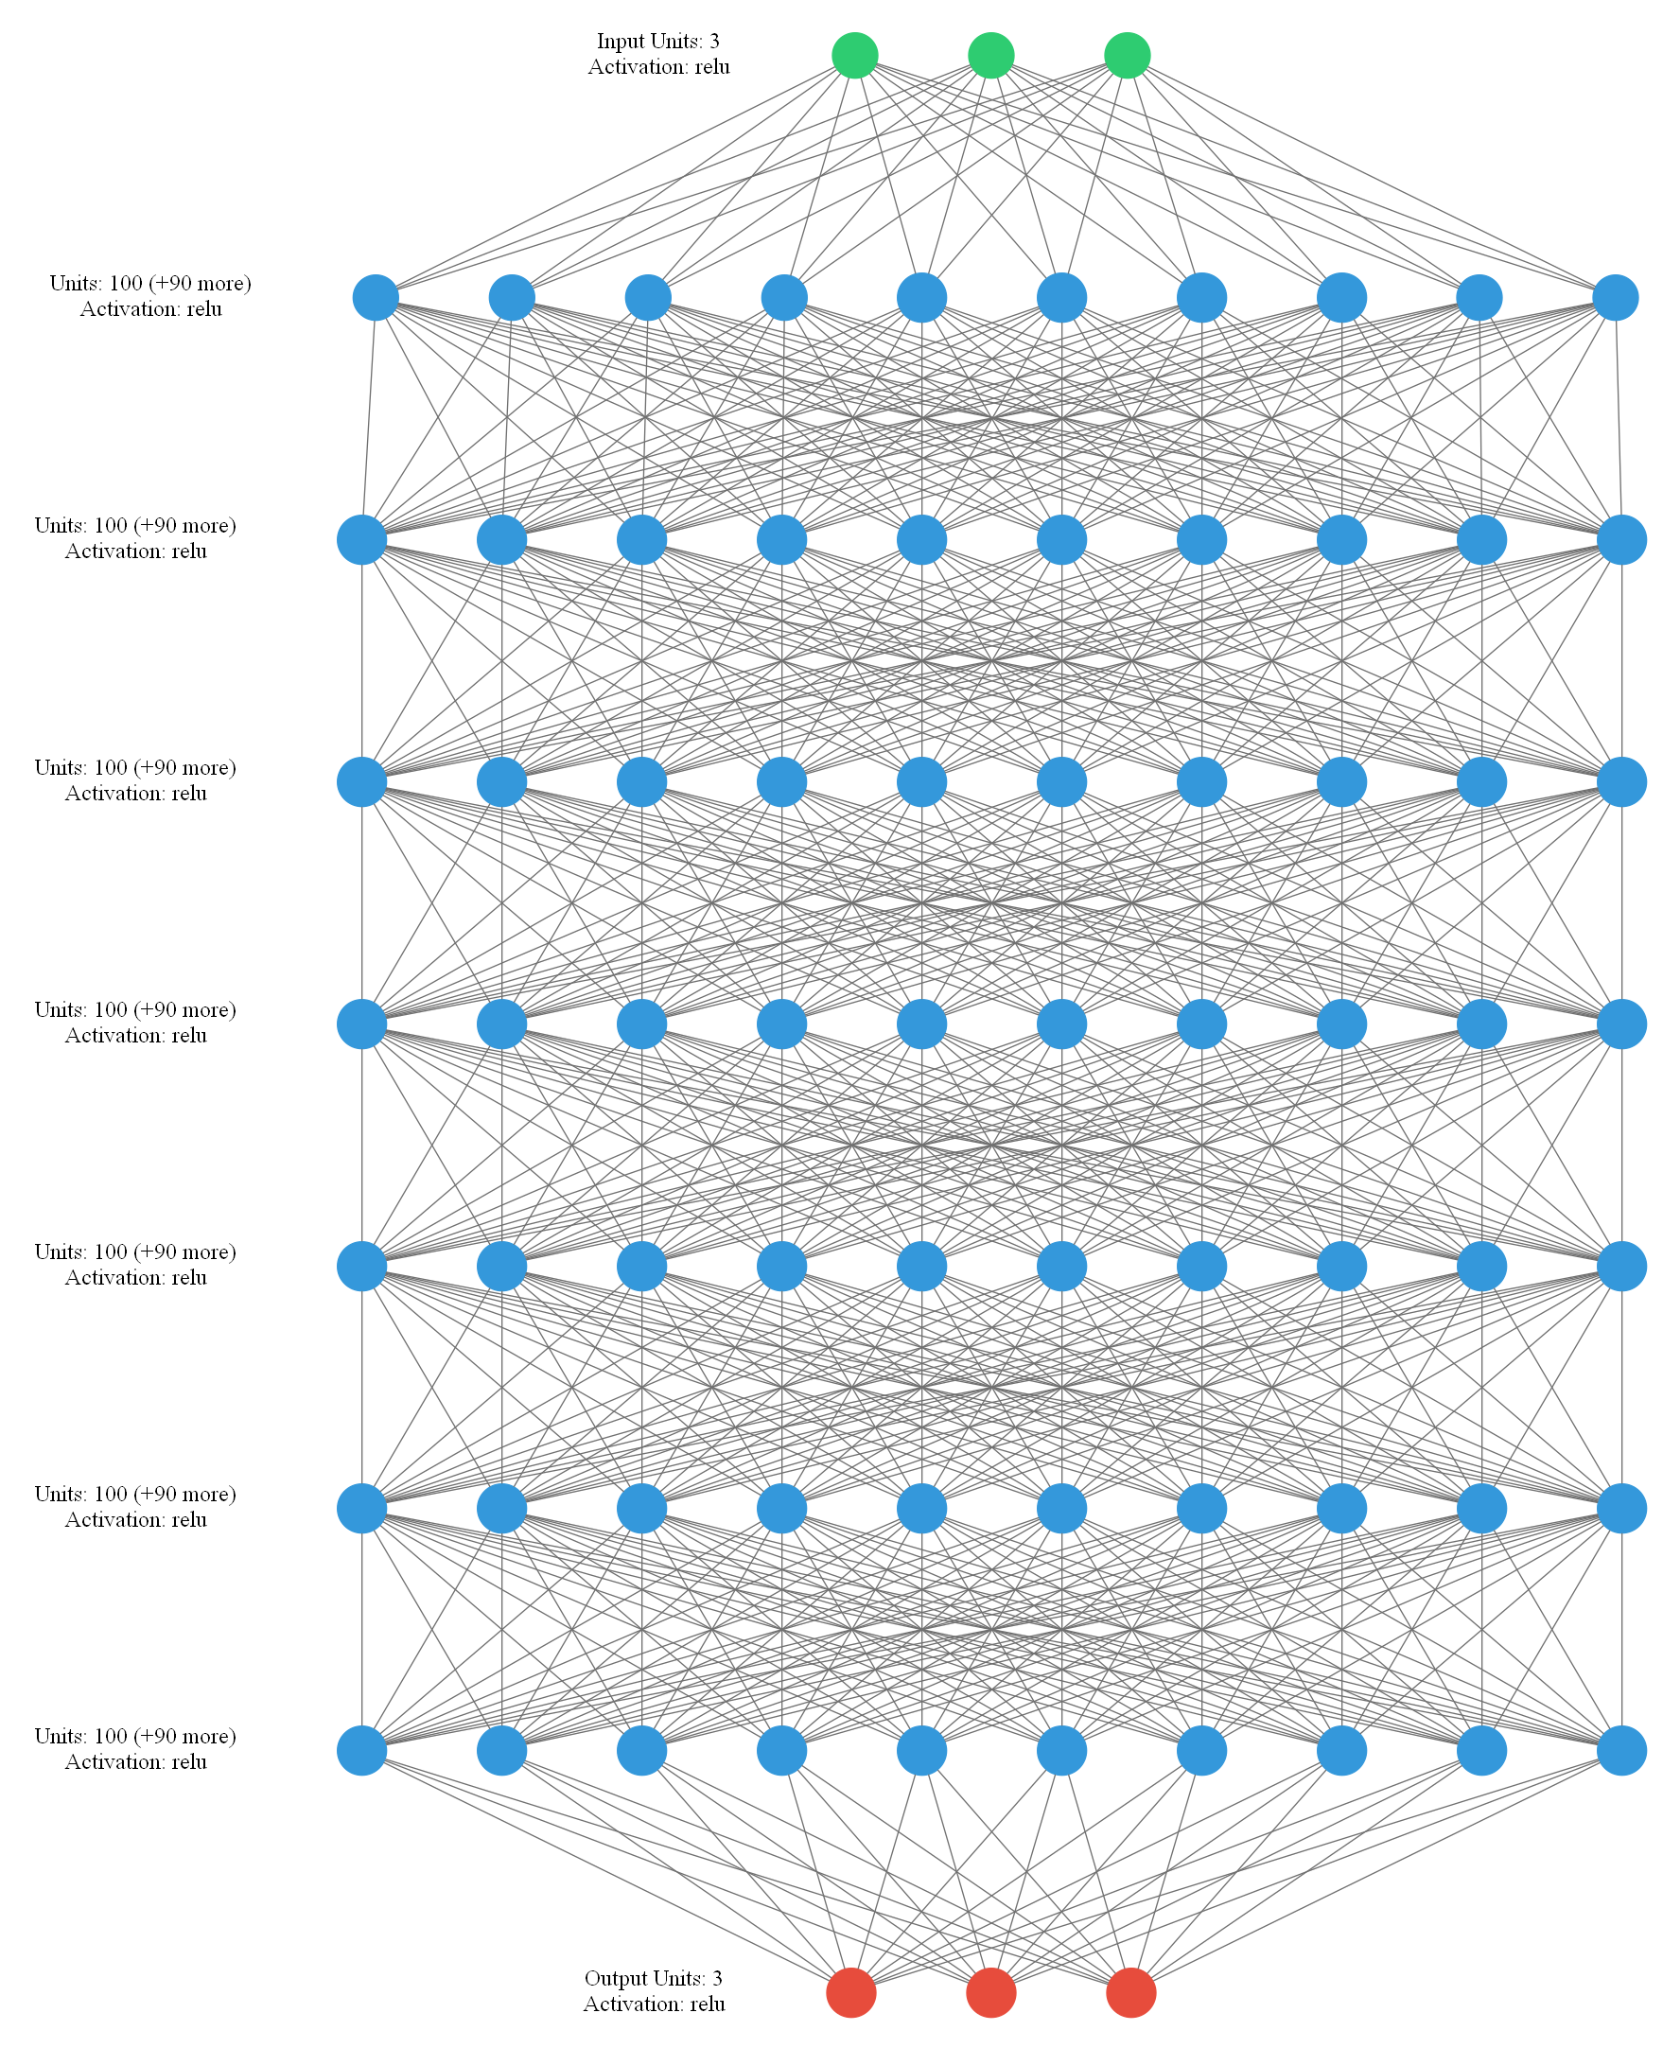 Input Units: 3
Activation: relu
Units: 100 (+90 more)
Activation: relu
Units: 100 (+90 more)
Activation: relu
Units: 100 (+90 more)
Activation: relu
Units: 100 (+90 more)
Activation: relu
Units: 100 (+90 more)
Activation: relu
Units: 100 (+90 more)
Activation: relu
Units: 100 (+90 more)
Activation: relu
Output Units: 3
Activation: relu